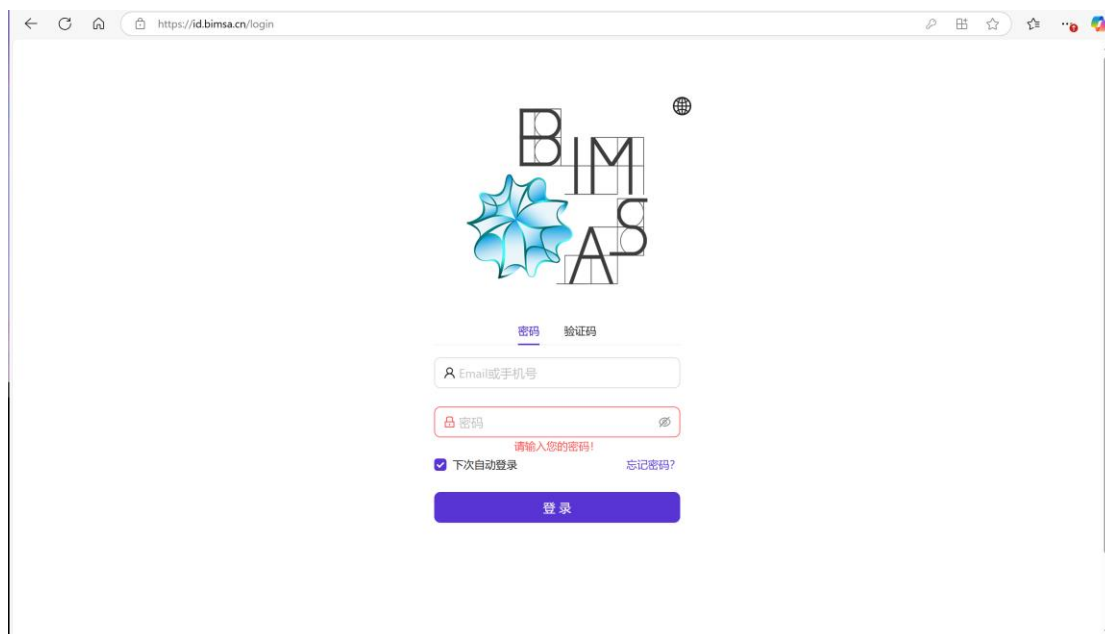 https://id.bimsa.cn/login
BIMSA
密码 验证码
Email或手机号
密码
请输入您的密码!
下次自动登录 忘记密码?
登 录